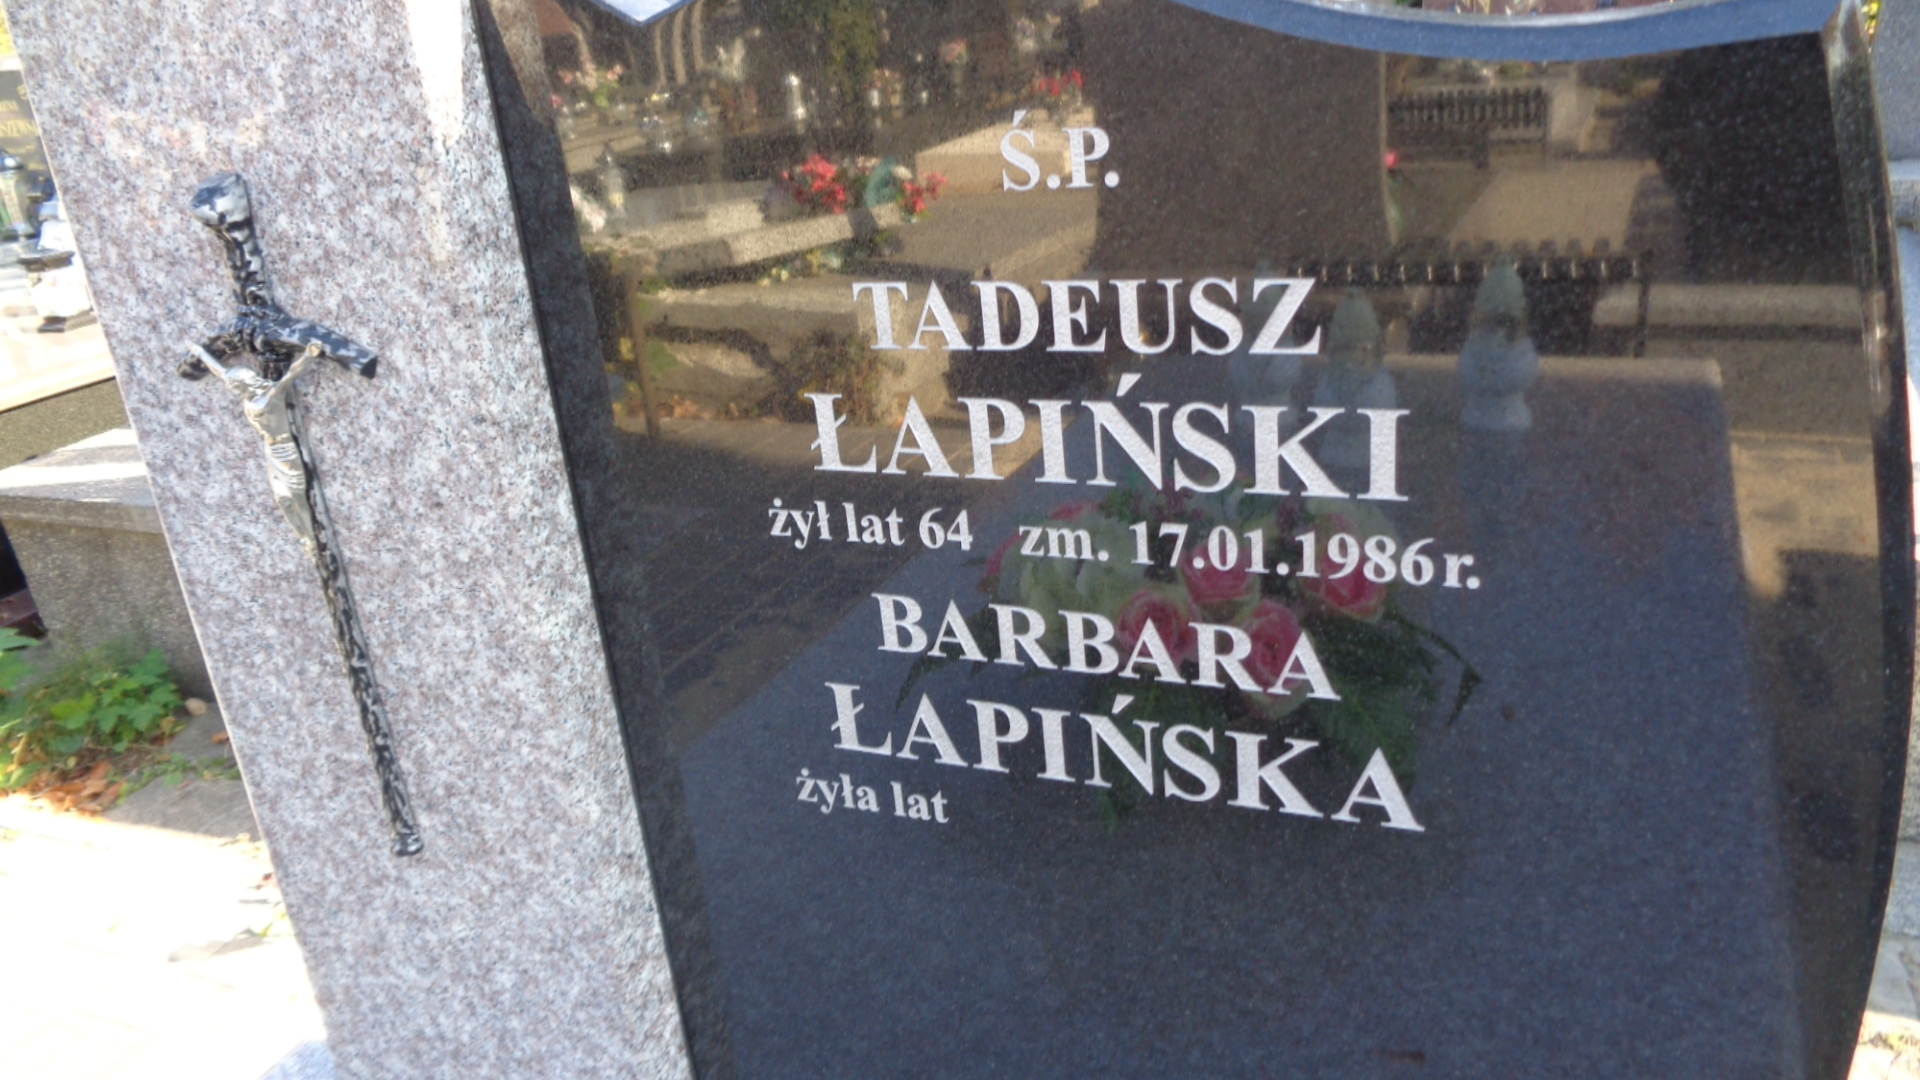 Ś.P.
TADEUSZ
ŁAPIŃSKI
żył lat 64 zm. 17.01.1986 r.
BARBARA
ŁAPIŃSKA
żyła lat